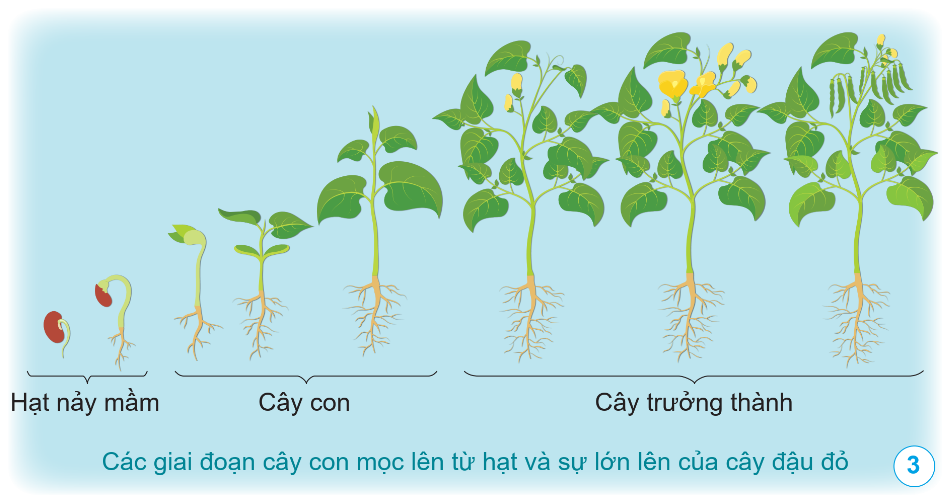 Hạt nảy mầm
Cây con
Cây trưởng thành
Các giai đoạn cây con mọc lên từ hạt và sự lớn lên của cây đậu đỏ
3